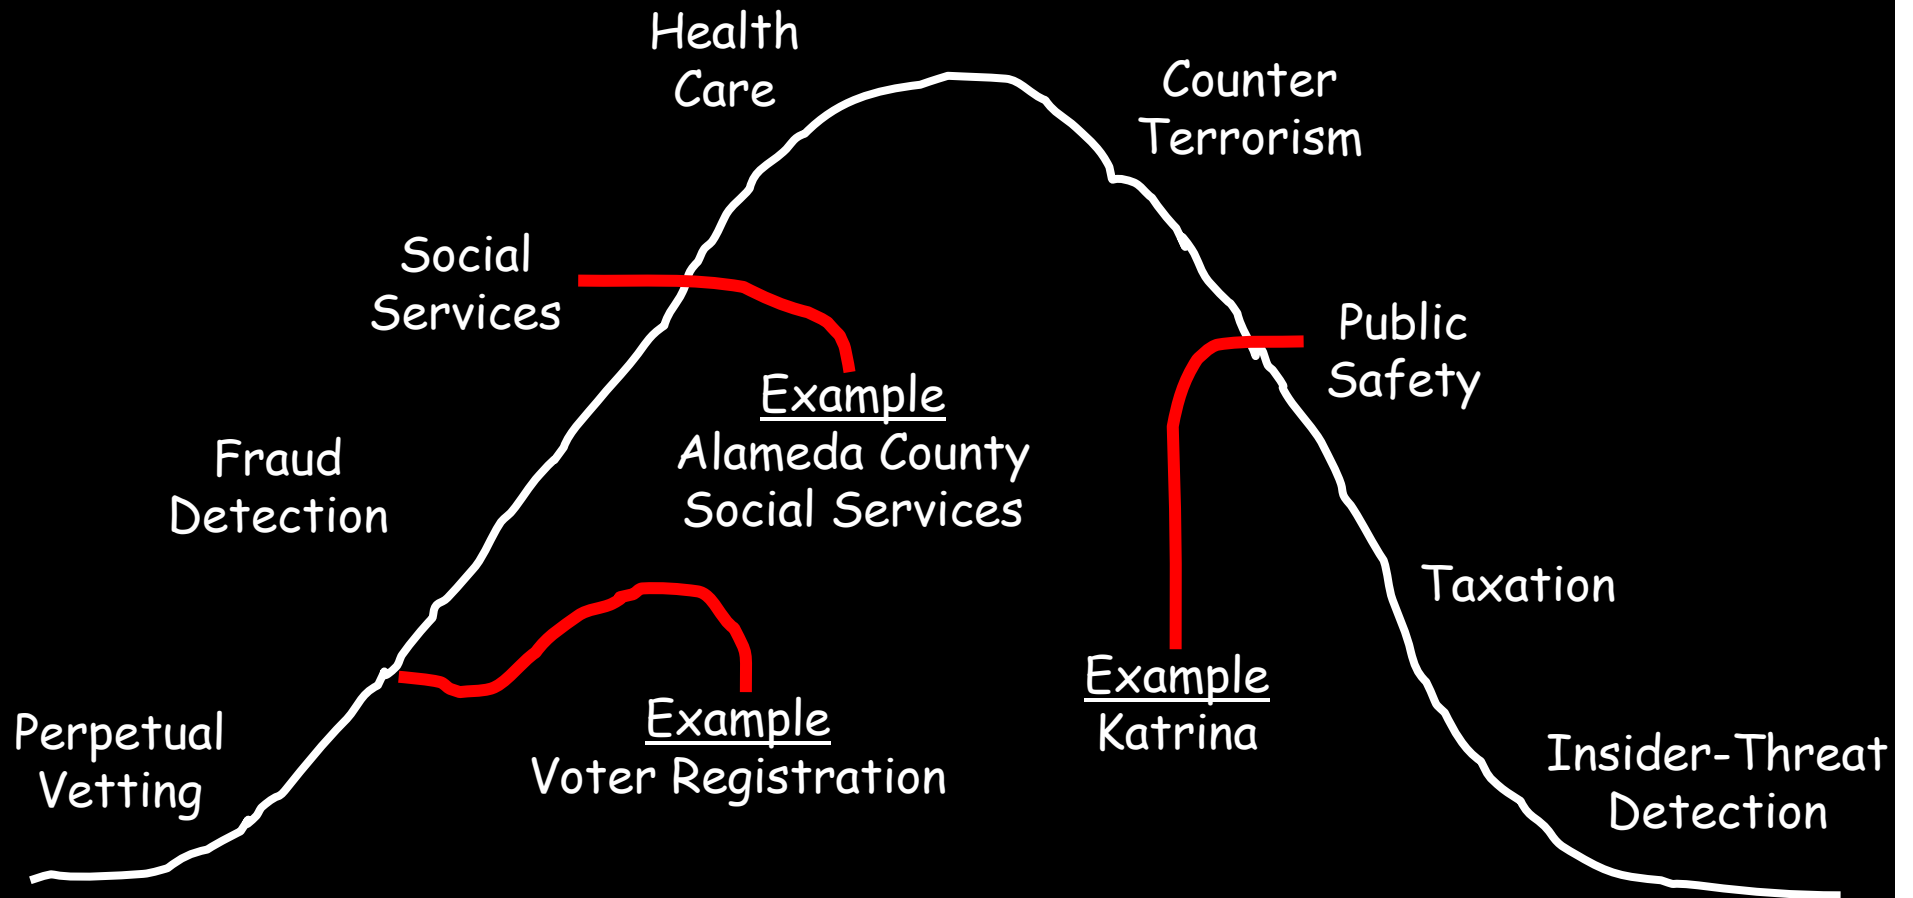 Health
Care
Counter
Terrorism
Social
Services
Public
Safety
Example
Alameda County
Social Services
Fraud
Detection
Taxation
Example
Katrina
Example
Voter Registration
Perpetual
Vetting
Insider-Threat
Detection